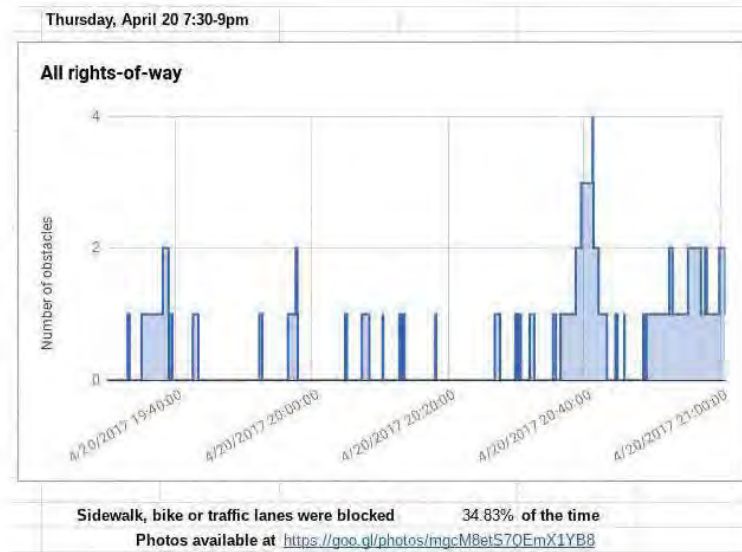 Thursday, April 20 7:30-9pm
All rights-of-way
4
2
0
Number of obstacles
4/20/2017 19:40:00
4/20/2017 20:00:00
4/20/2017 20:20:00
4/20/2017 20:40:00
4/20/2017 21:00:00
Sidewalk, bike or traffic lanes were blocked 34.83% of the time
Photos available at https://goo.gl/photos/mgcM8etS7OEmX1YB8